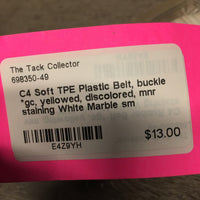 The Tack Collector
698350-49
C4 Soft TPE Plastic Belt, buckle
*gc, yellowed, discolored, mnr
staining White Marble sm
E4Z9YH
$13.00